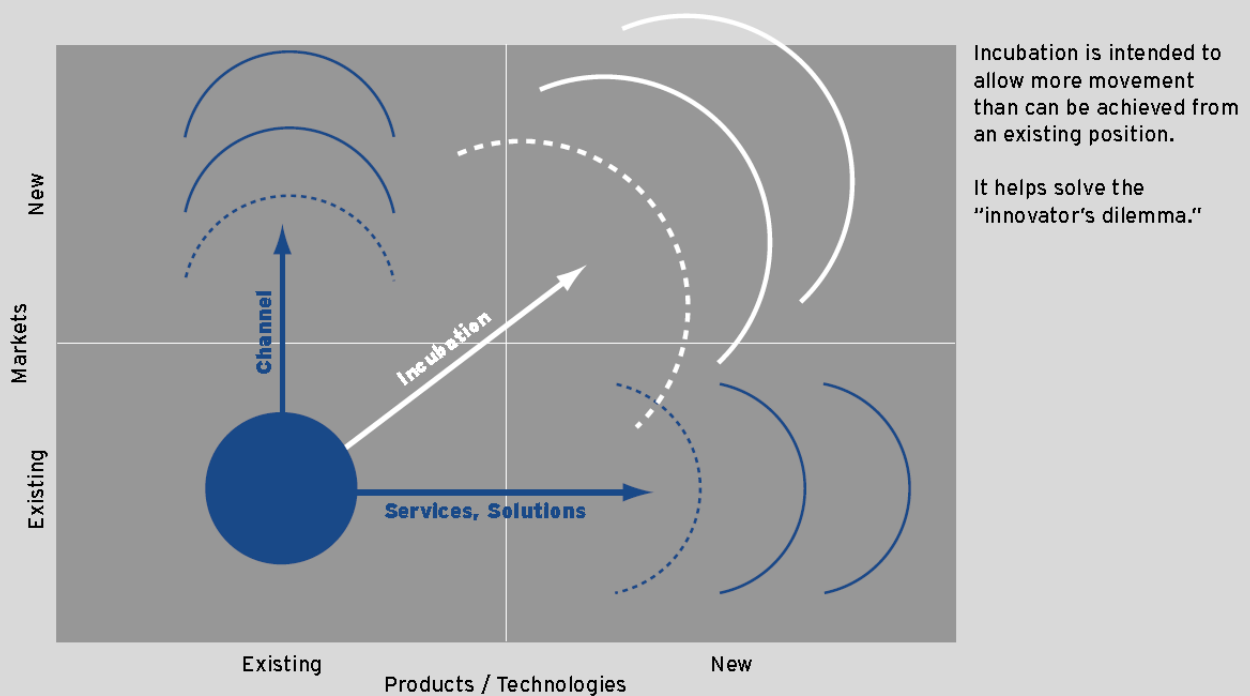 Incubation is intended to
allow more movement
than can be achieved from
an existing position.
It helps solve the
"innovator's dilemma."
New
Markets
Existing
Channel
Incubation
Services, Solutions
Existing
New
Products / Technologies